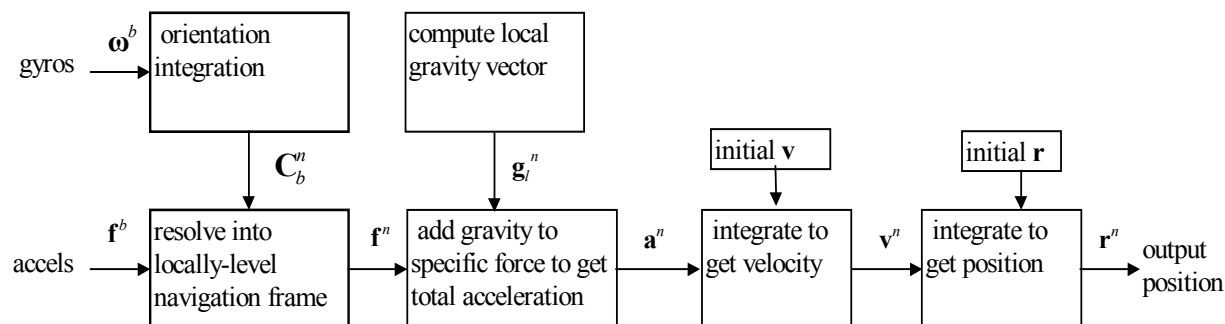 gyros
ω^b
orientation
integration
compute local
gravity vector
C_b^n
g_l^n
initial v
initial r
accels
f^b
resolve into
locally-level
navigation frame
f^n
add gravity to
specific force to get
total acceleration
a^n
integrate to
get velocity
v^n
integrate to
get position
r^n
output
position